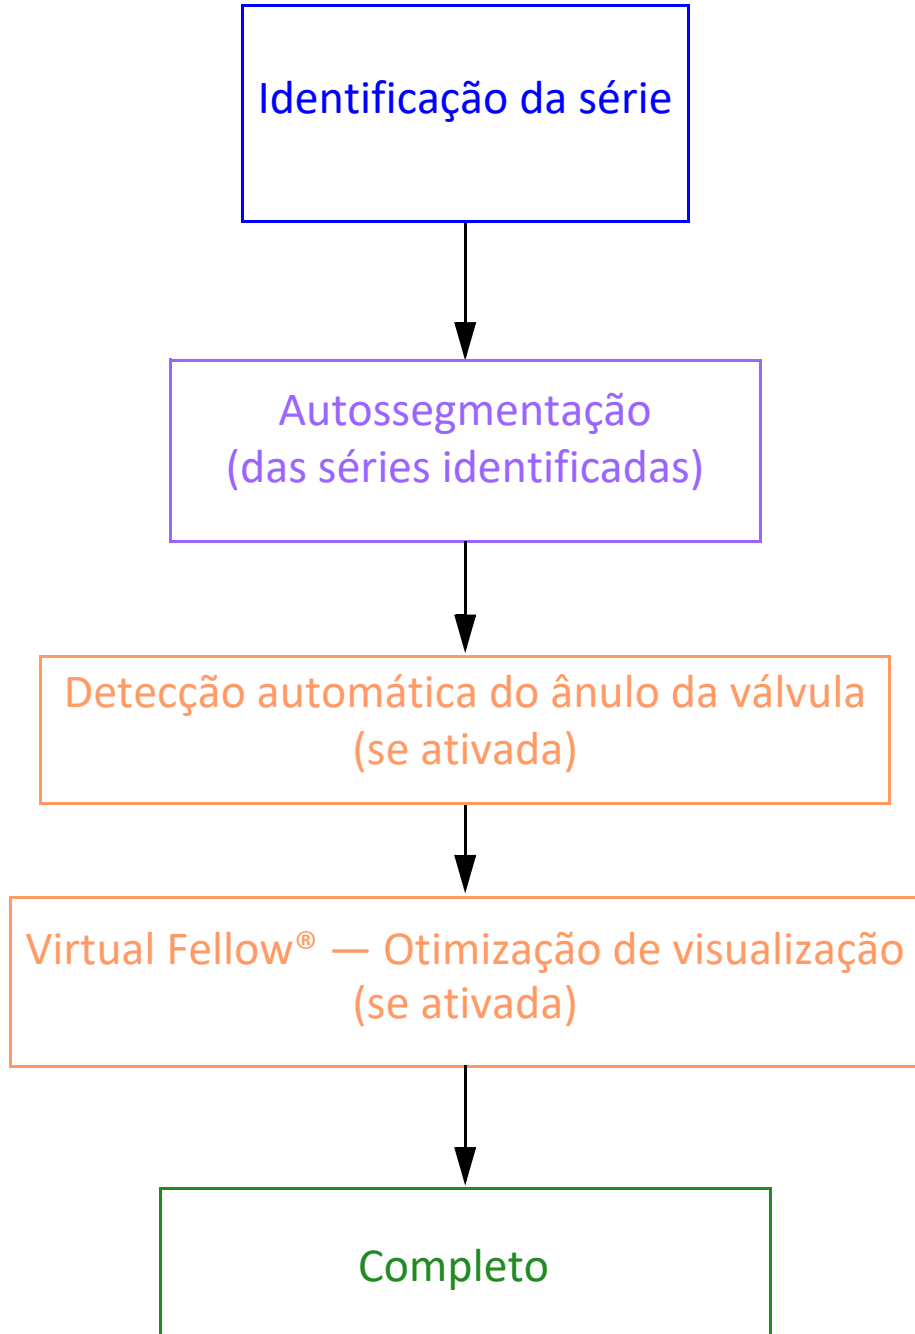 Identificação da série
Autossegmentação
(das séries identificadas)
Detecção automática do ânulo da válvula
(se ativada)
Virtual Fellow® — Otimização de visualização
(se ativada)
Completo